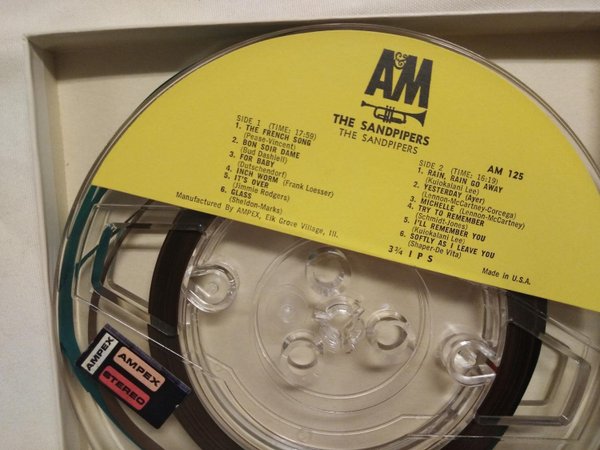 A&M
THE SANDPIPERS
THE SANDPIPERS
SIDE 1 (TIME: 17:59)
1. THE FRENCH SONG
(Pease-Vincent)
2. BON SOIR DAME
(Bud Dashiell)
3. FOR BABY
(Dutschendorf)
4. INCH WORM (Frank Loesser)
5. IT'S OVER
(Jimmie Rodgers)
6. GLASS
(Sheldon-Marks)
Manufactured By AMPEX, Elk Grove Village, Ill.
AM 125
SIDE 2 (TIME: 16:19)
1. RAIN, RAIN GO AWAY
(Kuiokalani Lee)
2. YESTERDAY (Ayer)
(Lennon-McCartney-Corcega)
3. MICHELLE (Lennon-McCartney)
4. TRY TO REMEMBER
(Schmidt-Jones)
5. I'LL REMEMBER YOU
(Kuiokalani Lee)
6. SOFTLY AS I LEAVE YOU
(Shaper-De Vita)
3¾ I P S
Made in U.S.A.
AMPEX
AMPEX
STEREO